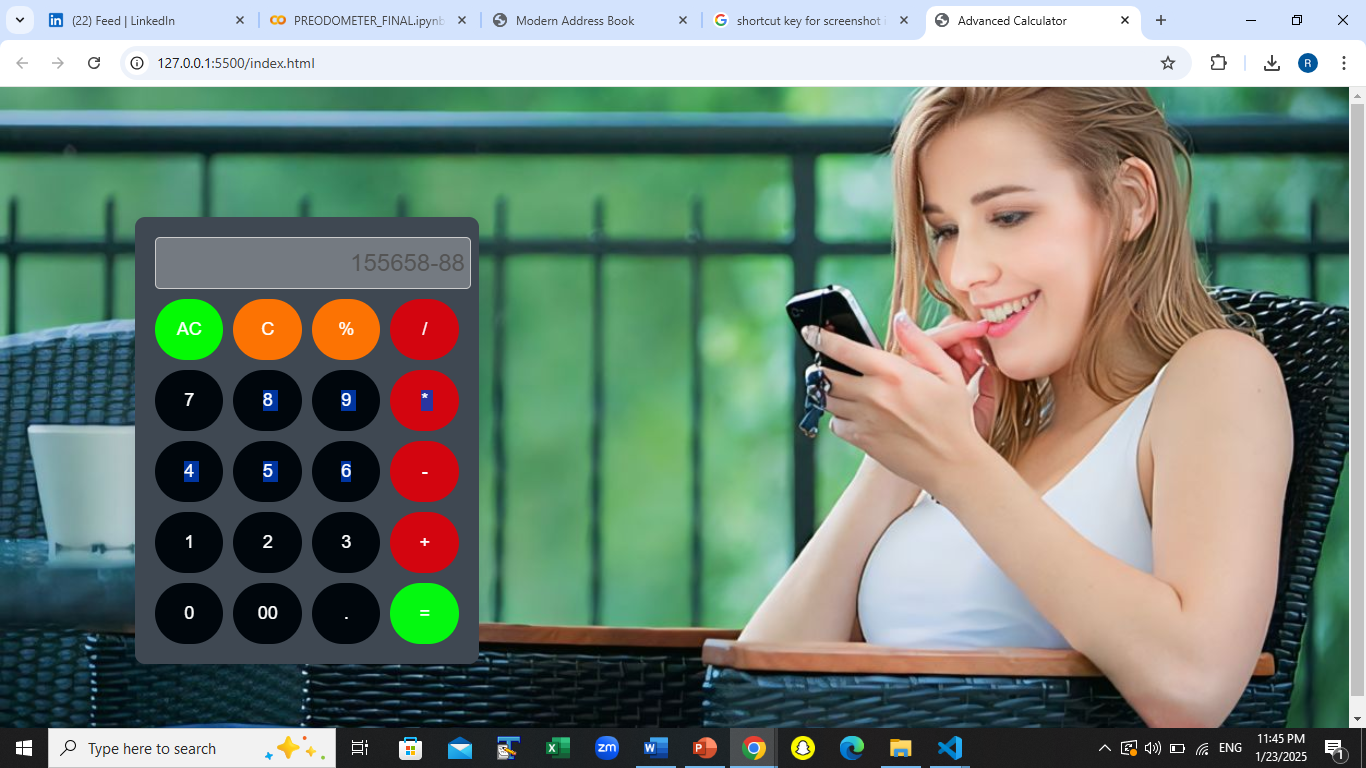 (22) Feed | LinkedIn
PREODOMETER_FINAL.ipynb
Modern Address Book
shortcut key for screenshot
Advanced Calculator
127.0.0.1:5500/index.html
R
155658-88
AC C % /
7 8 9 *
4 5 6 -
1 2 3 +
0 00 . =
Type here to search
zm
ENG
11:45 PM
1/23/2025
1